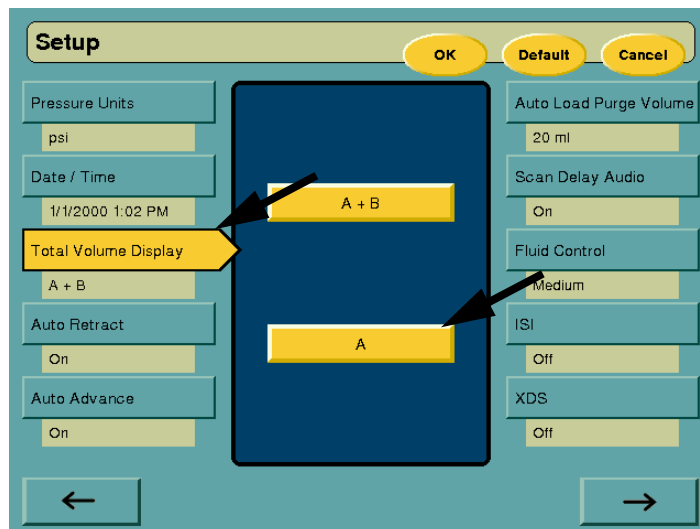 Setup
OK
Default
Cancel
Pressure Units
psi
Date / Time
1/1/2000 1:02 PM
Total Volume Display
A + B
Auto Retract
On
Auto Advance
On
A + B
A
Auto Load Purge Volume
20 ml
Scan Delay Audio
On
Fluid Control
Medium
ISI
Off
XDS
Off